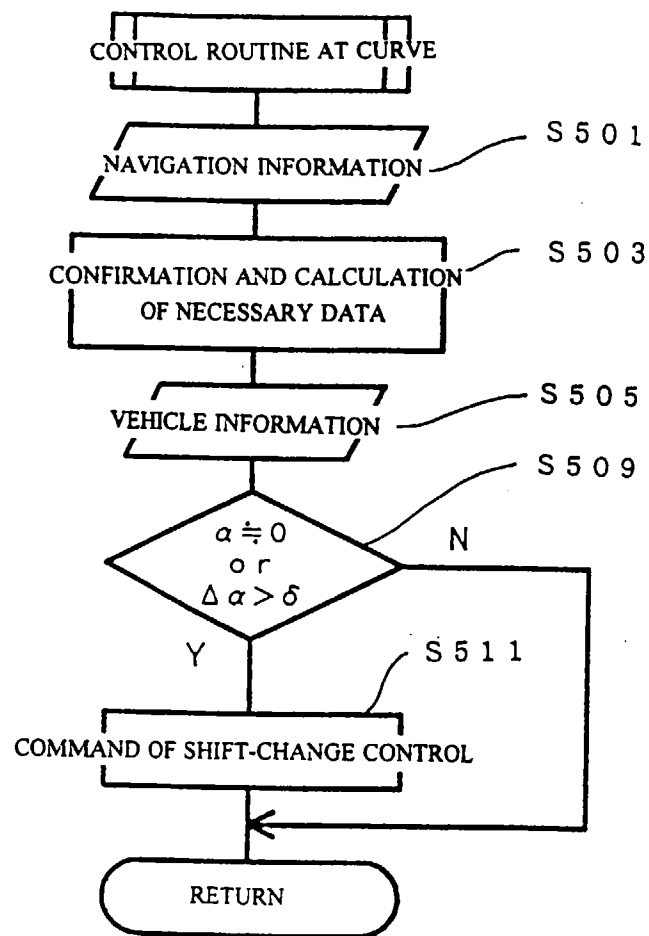 CONTROL ROUTINE AT CURVE
NAVIGATION INFORMATION
S501
CONFIRMATION AND CALCULATION
OF NECESSARY DATA
S503
VEHICLE INFORMATION
S505
S509
α≒0
or
Δα>δ
N
Y
S511
COMMAND OF SHIFT-CHANGE CONTROL
RETURN